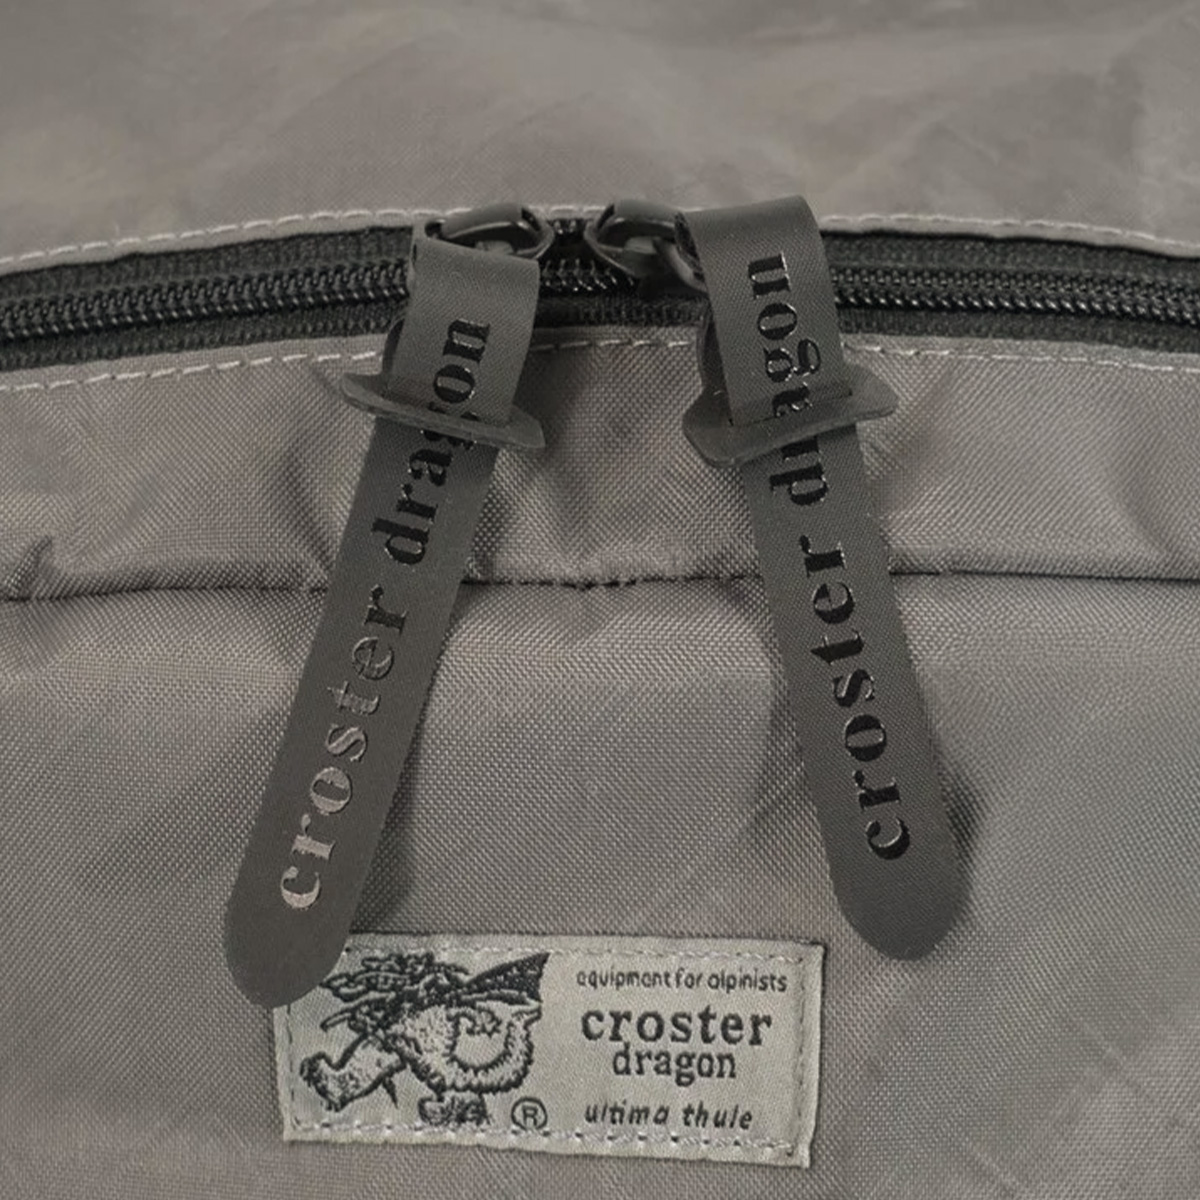 croster dragon
croster dragon
equipment for alpinists
croster
dragon
ultima thule
®